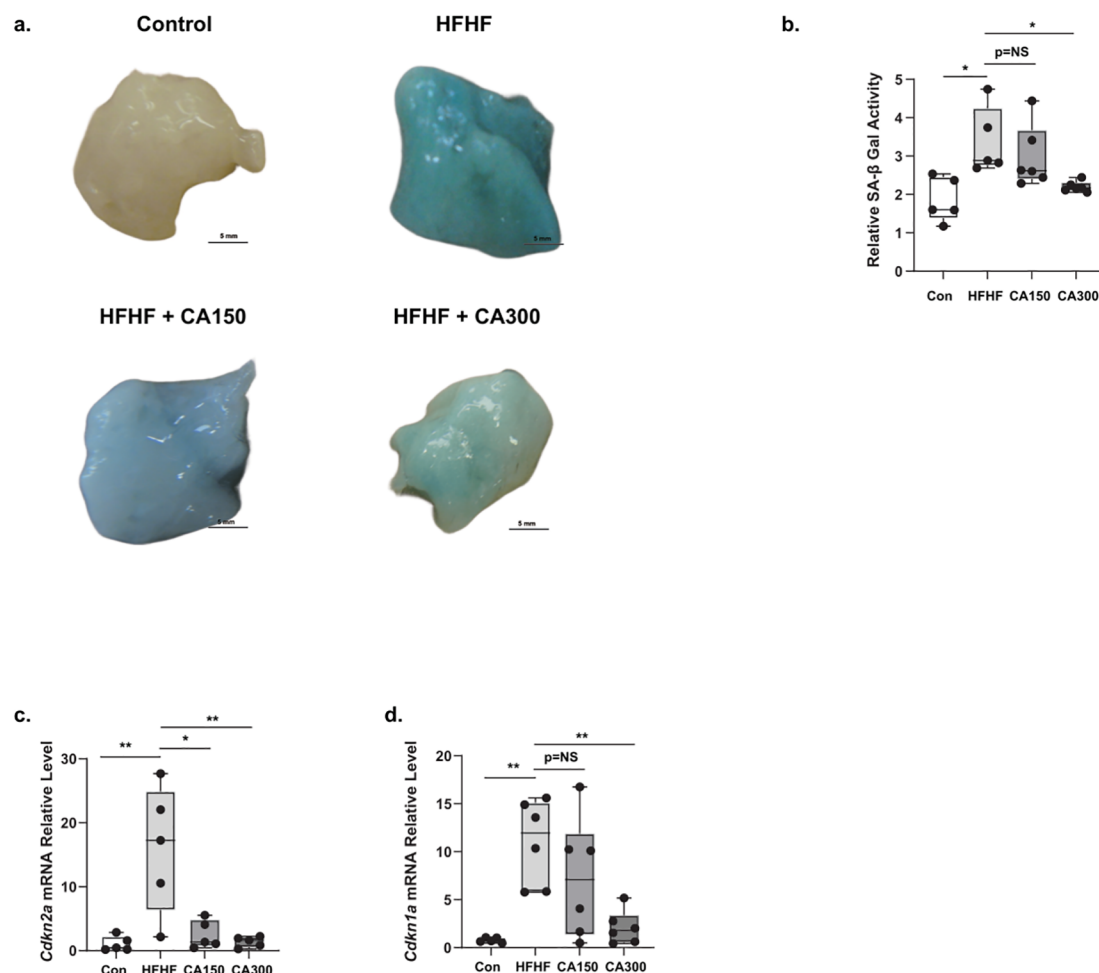 a.
Control
HFHF
5 mm
5 mm
HFHF + CA150
HFHF + CA300
5 mm
5 mm
b.
*
p=NS
*
Relative SA-β Gal Activity
5
4
3
2
1
0
Con HFHF CA150 CA300
c.
**
*
**
Cdkn2a mRNA Relative Level
30
20
10
0
Con HFHF CA150 CA300
d.
**
p=NS
**
Cdkn1a mRNA Relative Level
20
15
10
5
0
Con HFHF CA150 CA300